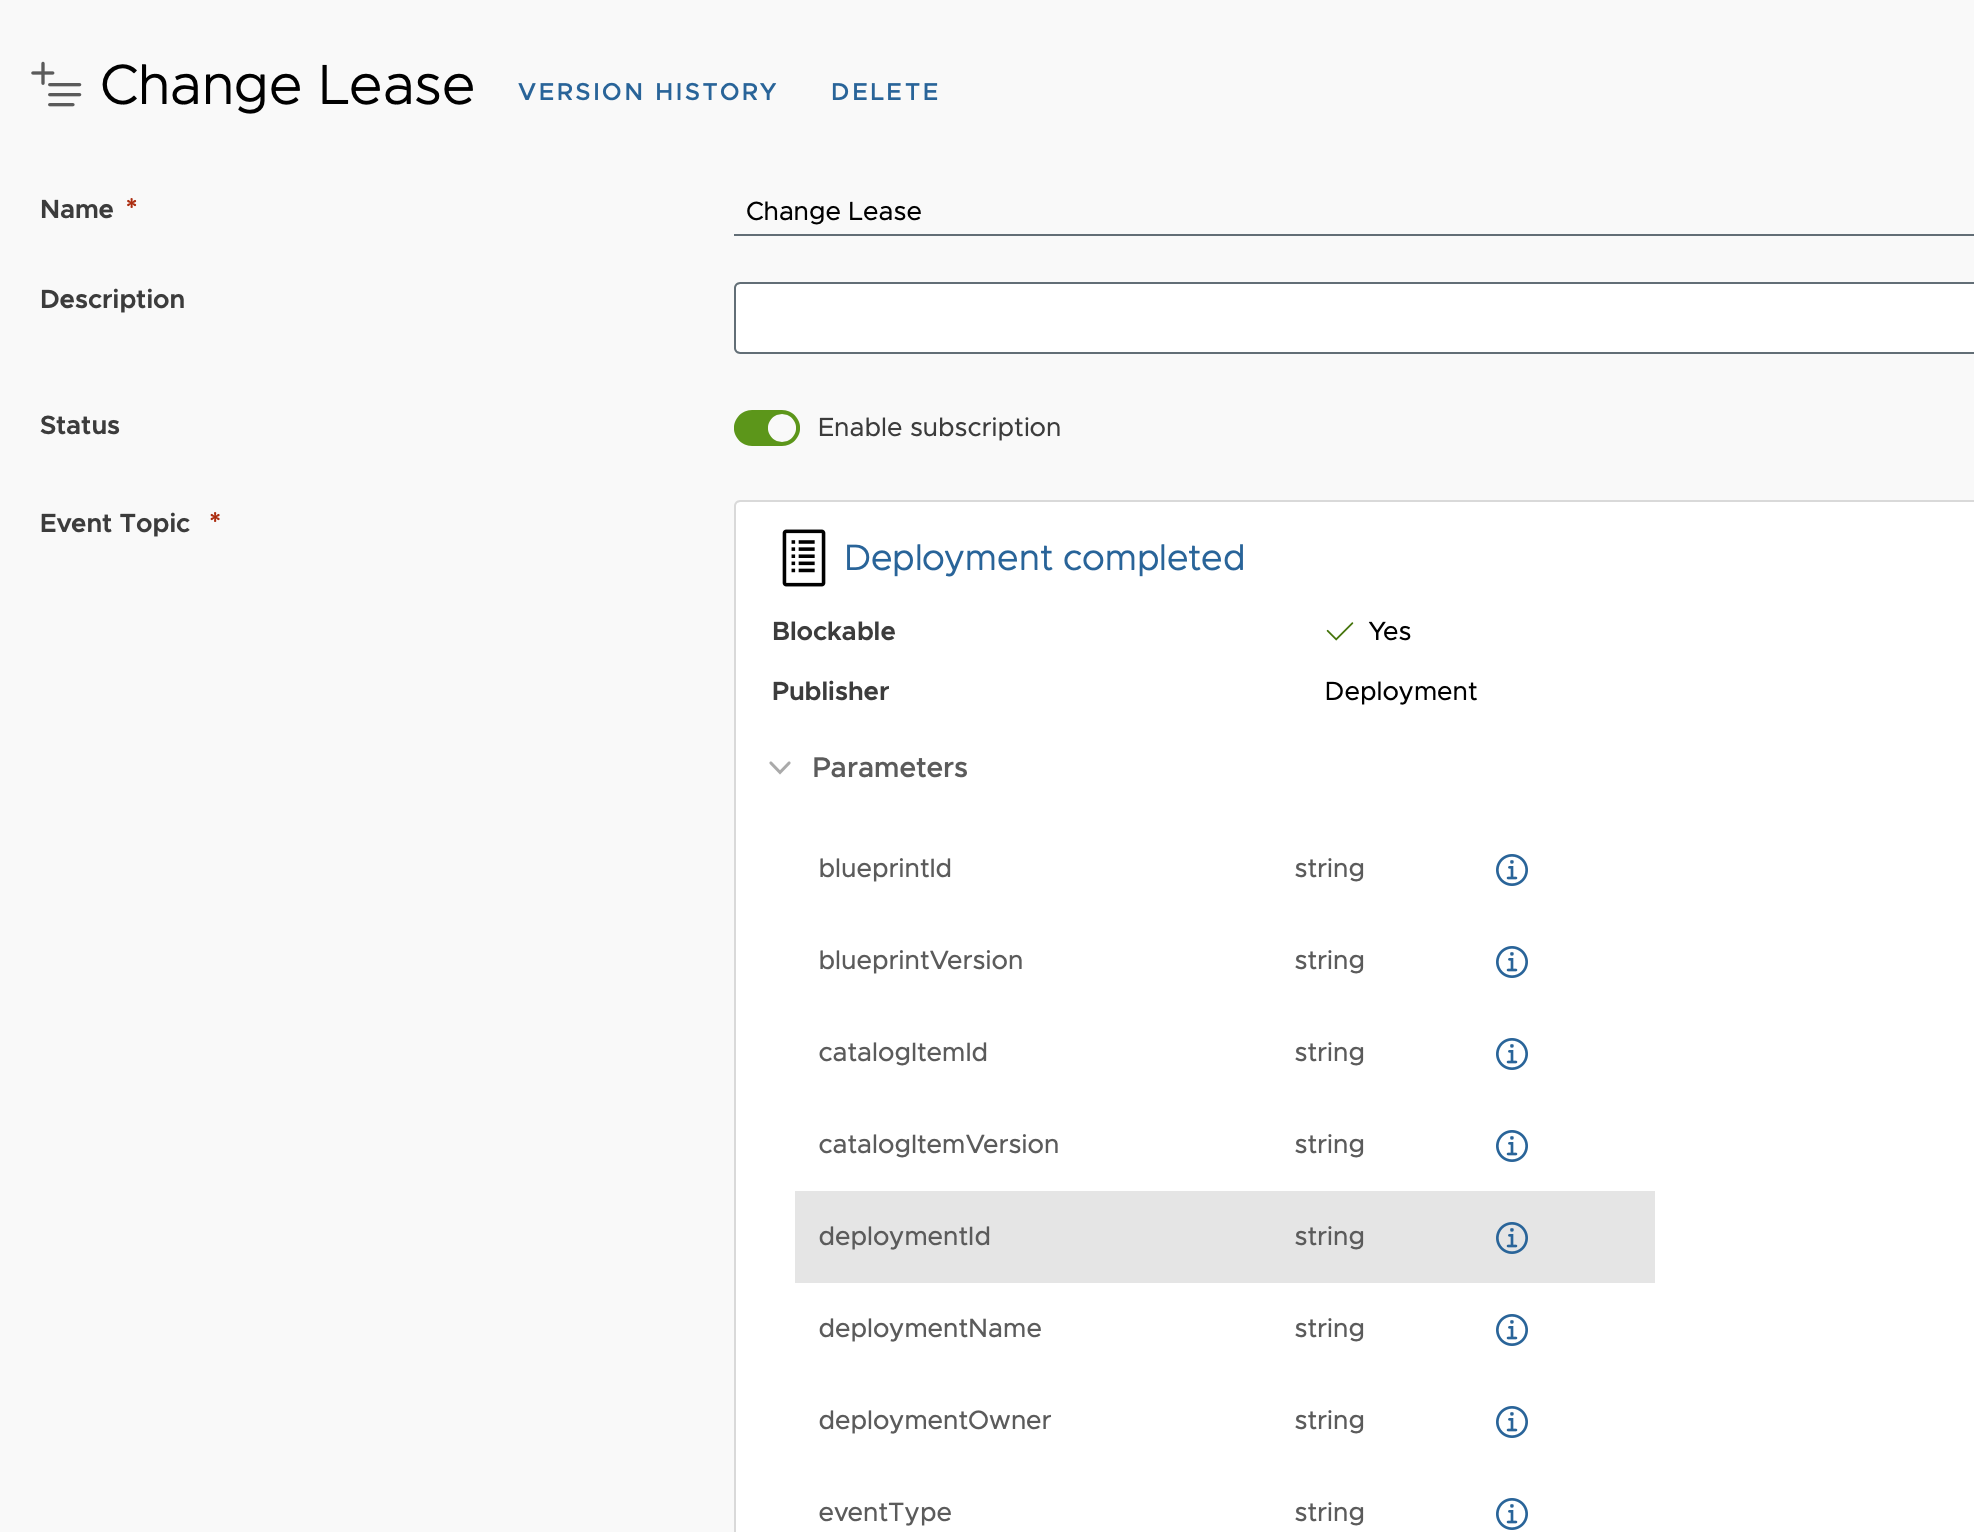 Change Lease VERSION HISTORY DELETE
Name * Change Lease
Description
Status Enable subscription
Event Topic * Deployment completed
Blockable Yes
Publisher Deployment
Parameters
blueprintId string
blueprintVersion string
catalogItemId string
catalogItemVersion string
deploymentId string
deploymentName string
deploymentOwner string
eventType string